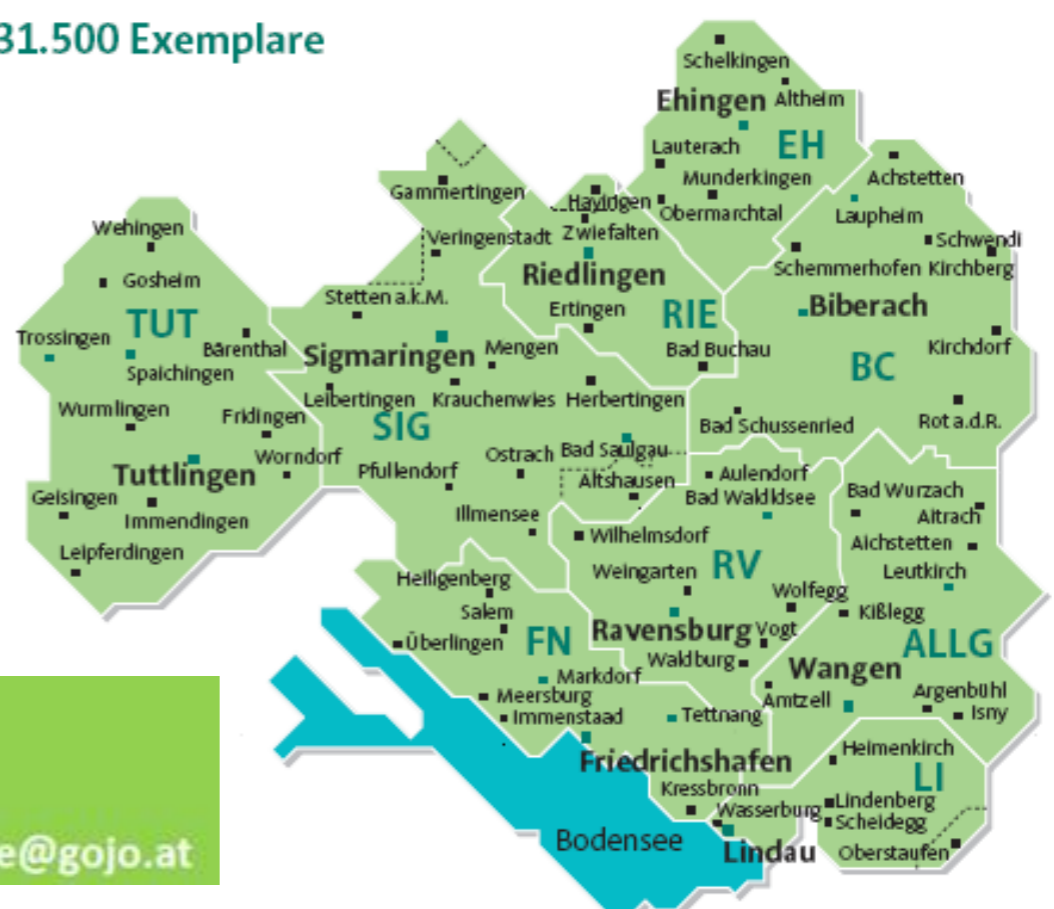 31.500 Exemplare
Schelkingen
Ehingen
Altheim
EH
Lauterach
Munderkingen
Obermarchtal
Achstetten
Laupheim
Schwendi
Schemmerhofen
Kirchberg
Biberach
BC
Kirchdorf
Rot a.d.R.
Bad Schussenried
Gammertingen
Hayingen
Zwiefalten
Veringenstadt
Riedlingen
Ertingen
RIE
Bad Buchau
Wehingen
Gosheim
TUT
Trossingen
Bärenthal
Spaichingen
Wurmlingen
Fridingen
Worndorf
Tuttlingen
Geisingen
Immendingen
Leipferdingen
Stetten a.k.M.
Sigmaringen
Mengen
Leibertingen
Krauchenwies
Herbertingen
SIG
Ostrach
Bad Saulgau
Pfullendorf
Altshausen
Illmensee
Aulendorf
Bad Waldldsee
Wilhelmsdorf
Weingarten
RV
Wolfegg
Ravensburg
Vogt
Waldburg
Bad Wurzach
Aitrach
Aichstetten
Leutkirch
Kißlegg
ALLG
Wangen
Amtzell
Argenbühl
Isny
Heiligenberg
Salem
Überlingen
FN
Markdorf
Meersburg
Immenstaad
Tettnang
Friedrichshafen
Kressbronn
Heimenkirch
LI
Wasserburg
Lindenberg
Scheidegg
Oberstaufen
Lindau
Bodensee
e@gojo.at